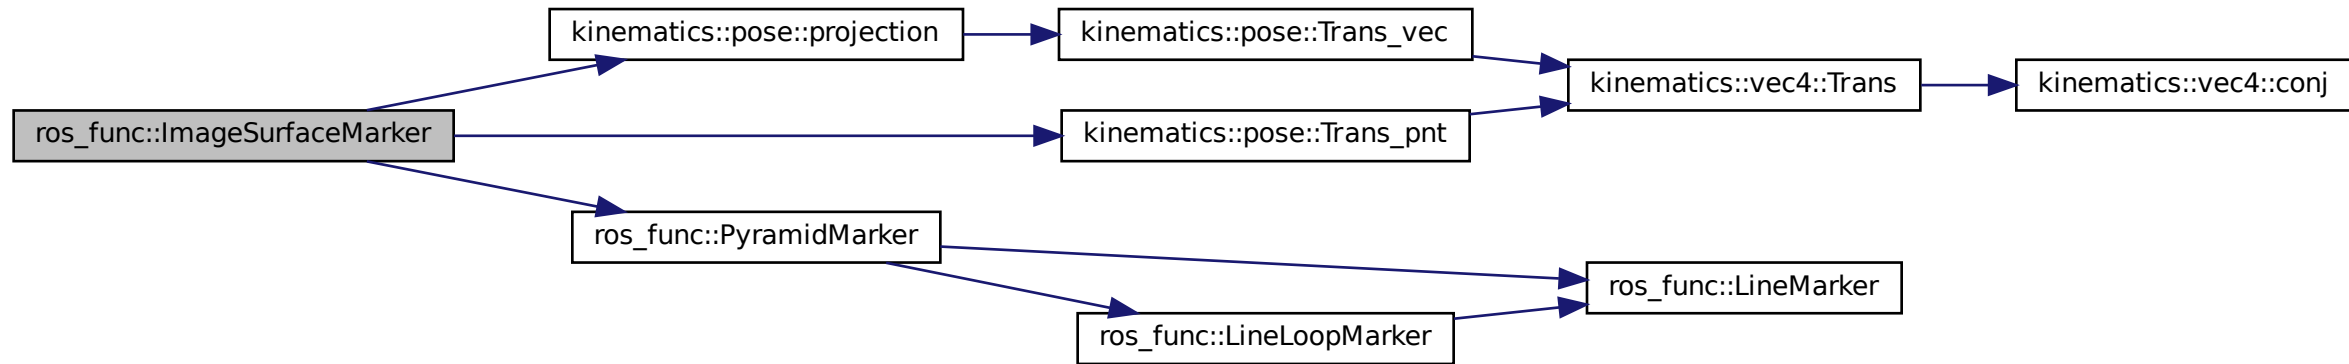 kinematics::pose::projection
kinematics::pose::Trans_vec
kinematics::vec4::Trans
kinematics::vec4::conj
ros_func::ImageSurfaceMarker
kinematics::pose::Trans_pnt
ros_func::PyramidMarker
ros_func::LineMarker
ros_func::LineLoopMarker